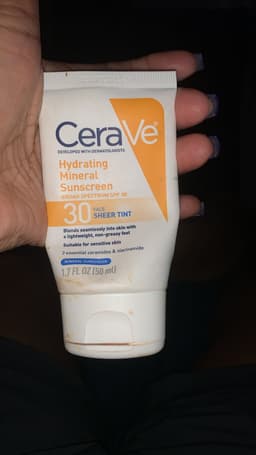 CeraVe®
DEVELOPED WITH DERMATOLOGISTS
Hydrating
Mineral
Sunscreen
BROAD SPECTRUM SPF 30
30 FACE
SHEER TINT
Blends seamlessly into skin with
a lightweight, non-greasy feel
Suitable for sensitive skin
3 essential ceramides & niacinamide
MINERAL SUNSCREEN
1.7 FL OZ (50 mL)